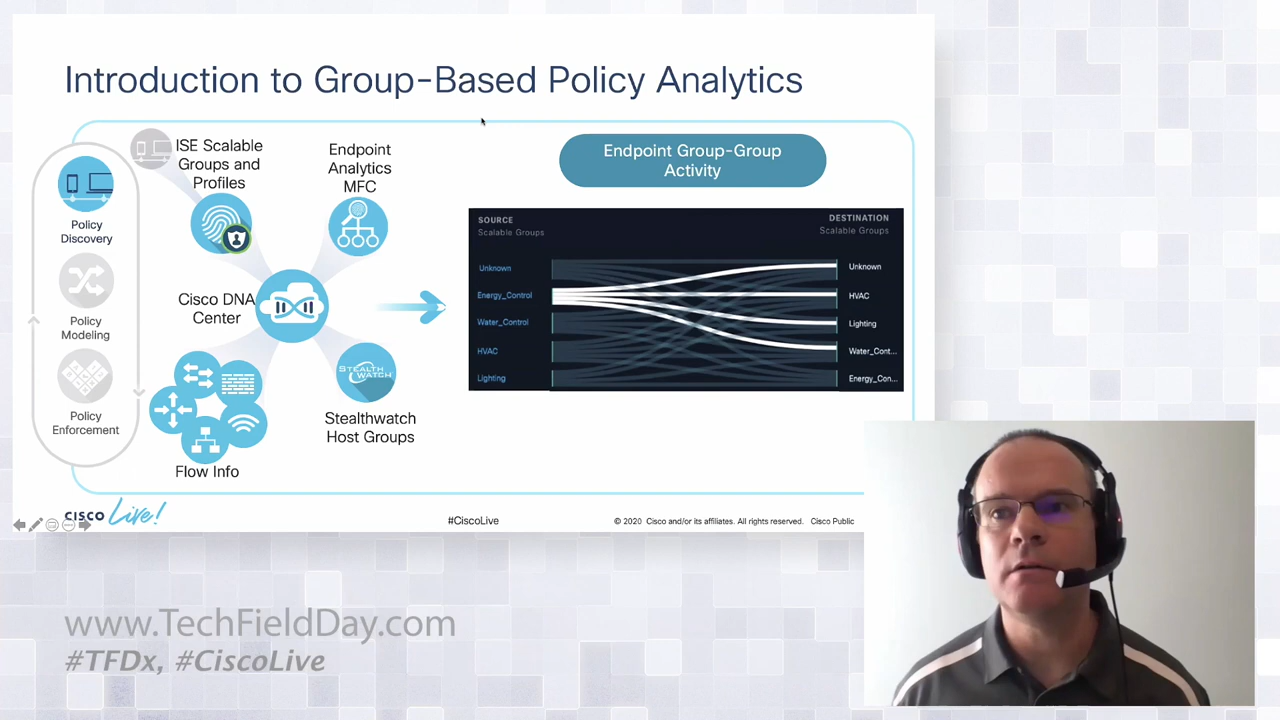 Introduction to Group-Based Policy Analytics
Policy
Discovery
Policy
Modeling
Policy
Enforcement
ISE Scalable
Groups and
Profiles
Endpoint
Analytics
MFC
Cisco DNA
Center
Flow Info
STEALTHWATCH
Stealthwatch
Host Groups
Endpoint Group-Group
Activity
SOURCE
Scalable Groups
DESTINATION
Scalable Groups
Unknown
Energy_Control
Water_Control
HVAC
Lighting
Unknown
HVAC
Lighting
Water_Cont...
Energy_Con...
CISCO Live!
#CiscoLive
© 2020 Cisco and/or its affiliates. All rights reserved. Cisco Public
www.TechFieldDay.com
#TFDx, #CiscoLive